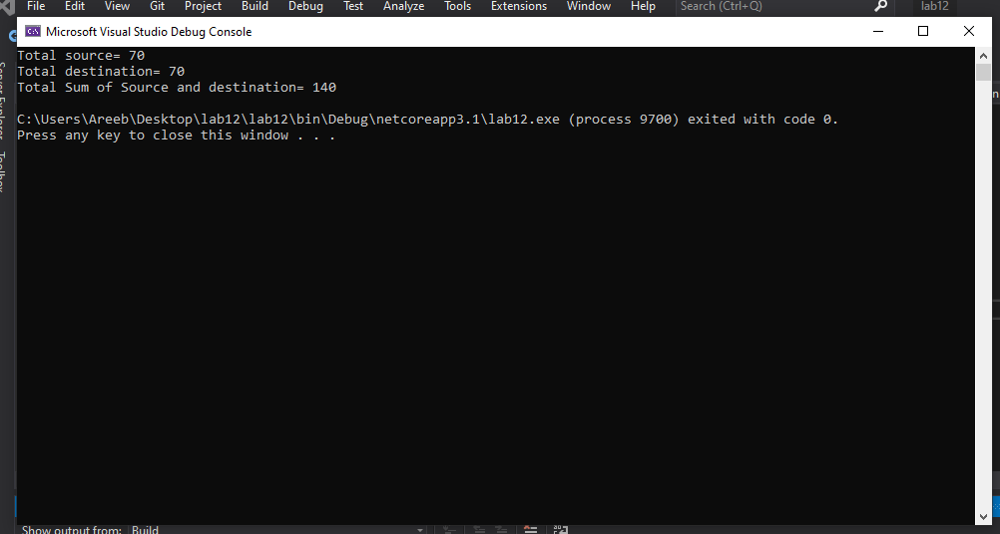 File Edit View Git Project Build Debug Test Analyze Tools Extensions Window Help Search (Ctrl+Q) lab12
Microsoft Visual Studio Debug Console
Total source= 70
Total destination= 70
Total Sum of Source and destination= 140
C:\Users\Areeb\Desktop\lab12\lab12\bin\Debug\netcoreapp3.1\lab12.exe (process 9700) exited with code 0.
Press any key to close this window . . .
Server Explorer
Toolbox
Show output from: Build